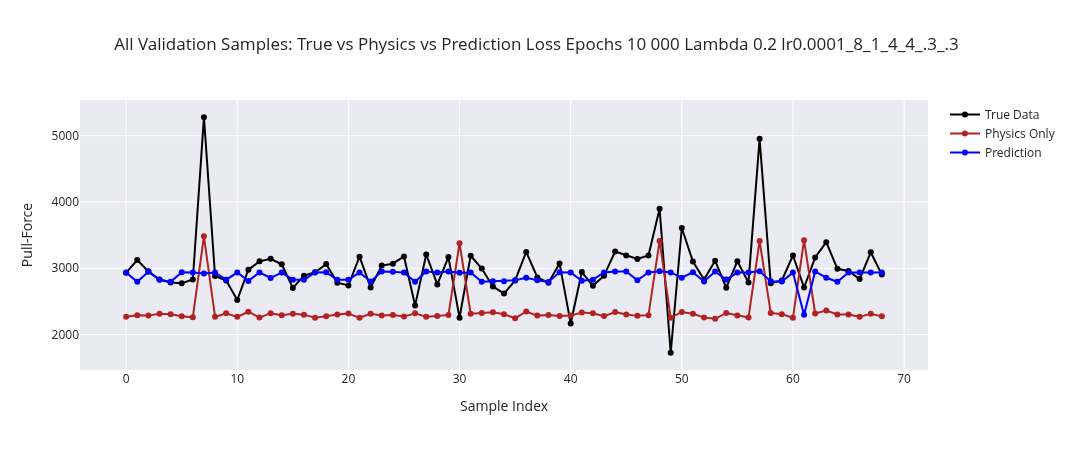 All Validation Samples: True vs Physics vs Prediction Loss Epochs 10 000 Lambda 0.2 lr0.0001_8_1_4_4_.3_.3
True Data
Physics Only
Prediction
Pull-Force
5000
4000
3000
2000
0 10 20 30 40 50 60 70
Sample Index